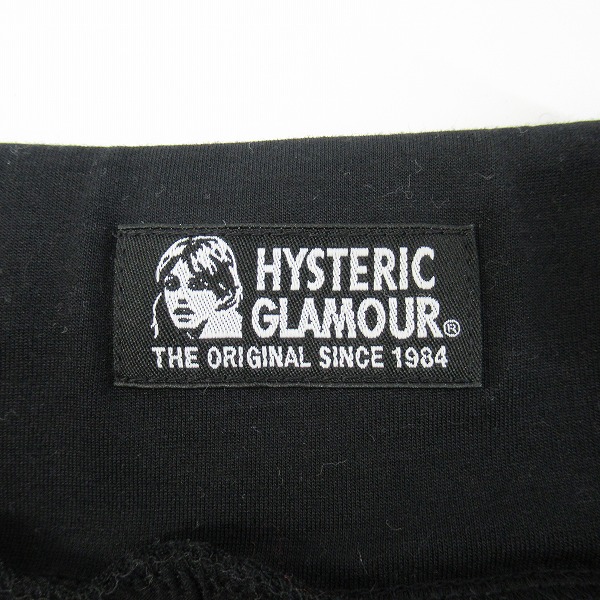 HYSTERIC
GLAMOUR®
THE ORIGINAL SINCE 1984